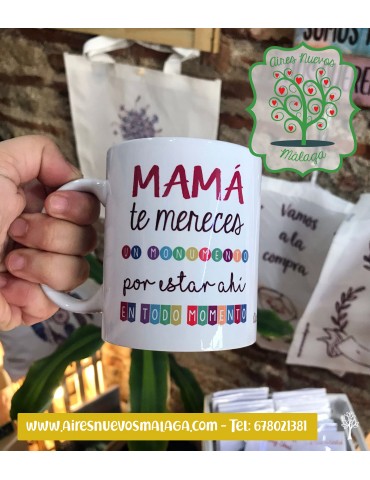 Aires Nuevos
Málaga
SOMOS
MAMÁ
te mereces
UN MONUMENTO
por estar ahí
EN TODO MOMENTO
Vamos
a la
compra
www.airesnuevosmalaga.com - Tel: 678021381